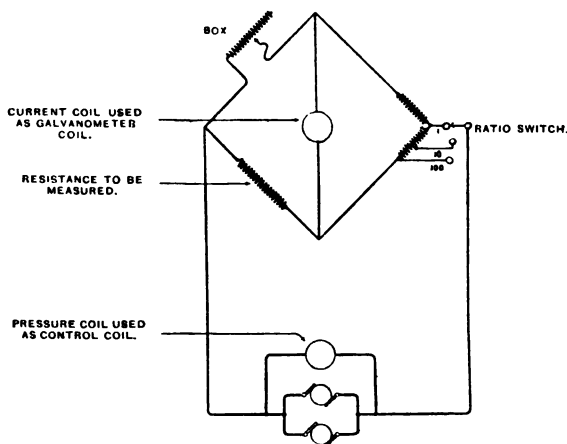 BOX
CURRENT COIL USED
AS GALVANOMETER
COIL.
1
RATIO SWITCH.
10
100
RESISTANCE TO BE
MEASURED.
PRESSURE COIL USED
AS CONTROL COIL.